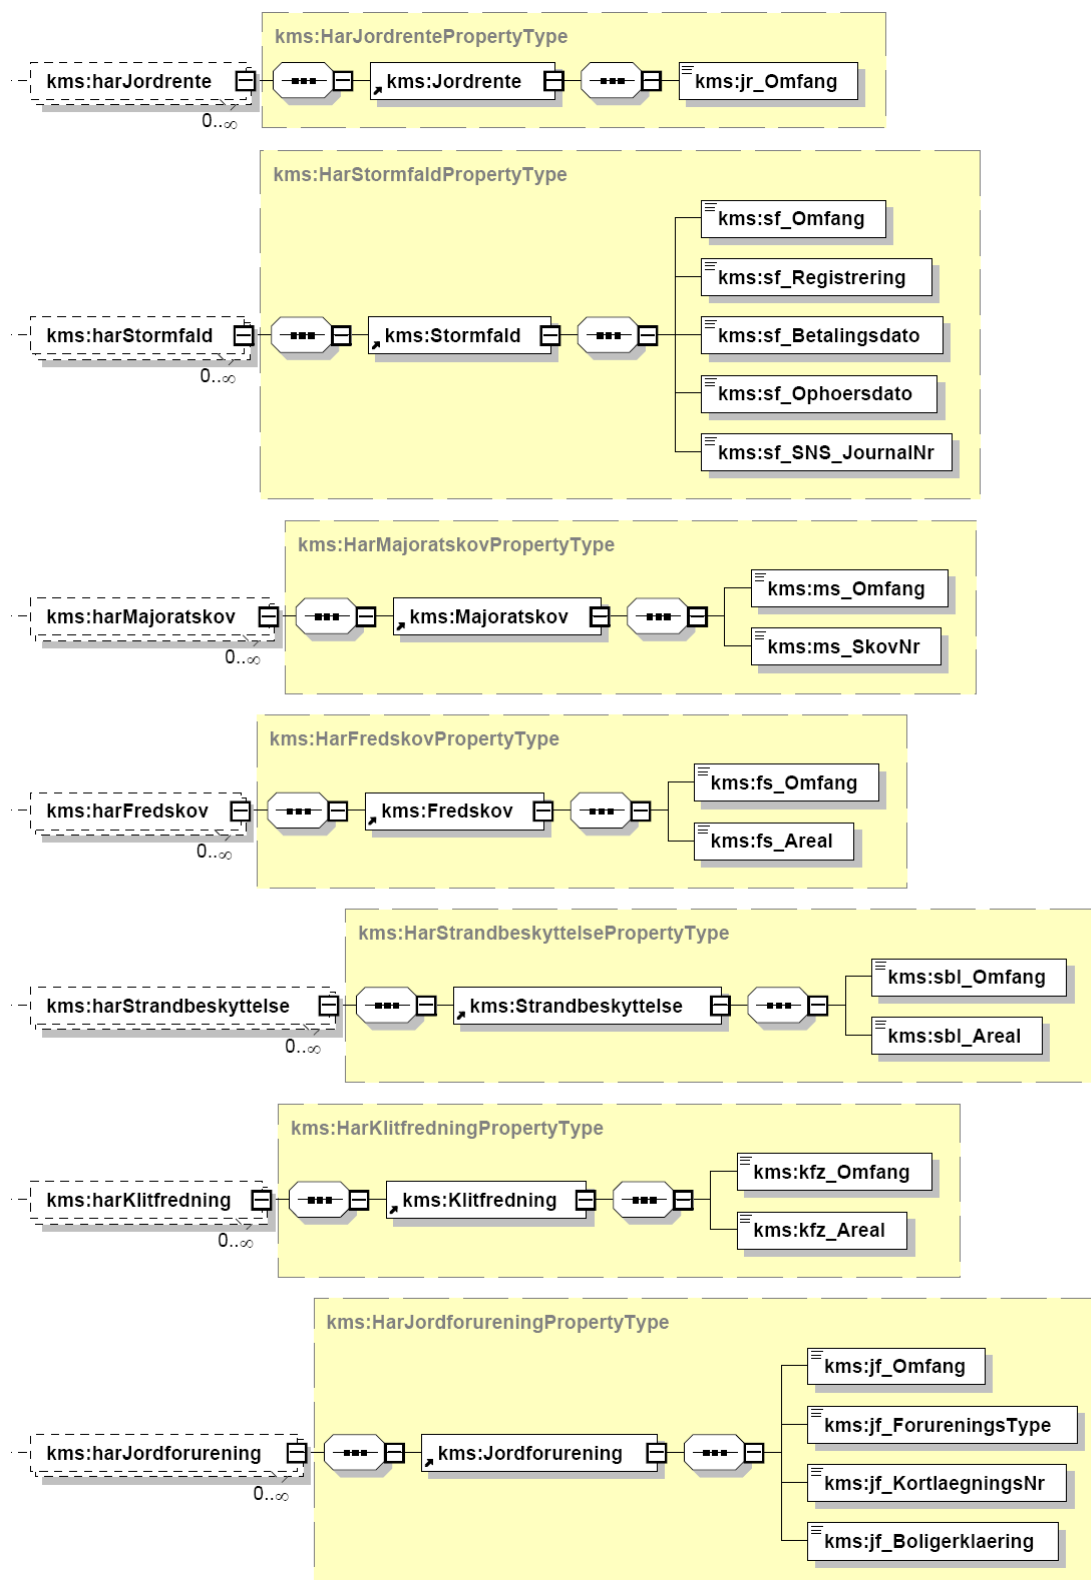 kms:HarJordrentePropertyType
kms:harJordrente
kms:Jordrente
kms:jr_Omfang
0..∞
kms:HarStormfaldPropertyType
kms:sf_Omfang
kms:sf_Registrering
kms:harStormfald
kms:Stormfald
kms:sf_Betalingsdato
0..∞
kms:sf_Ophoersdato
kms:sf_SNS_JournalNr
kms:HarMajoratskovPropertyType
kms:ms_Omfang
kms:harMajoratskov
kms:Majoratskov
kms:ms_SkovNr
0..∞
kms:HarFredskovPropertyType
kms:fs_Omfang
kms:harFredskov
kms:Fredskov
kms:fs_Areal
0..∞
kms:HarStrandbeskyttelsePropertyType
kms:sbl_Omfang
kms:harStrandbeskyttelse
kms:Strandbeskyttelse
kms:sbl_Areal
0..∞
kms:HarKlitfredningPropertyType
kms:kfz_Omfang
kms:harKlitfredning
kms:Klitfredning
kms:kfz_Areal
0..∞
kms:HarJordforureningPropertyType
kms:jf_Omfang
kms:jf_ForureningsType
kms:harJordforurening
kms:Jordforurening
kms:jf_KortlaegningsNr
0..∞
kms:jf_Boligerklaering